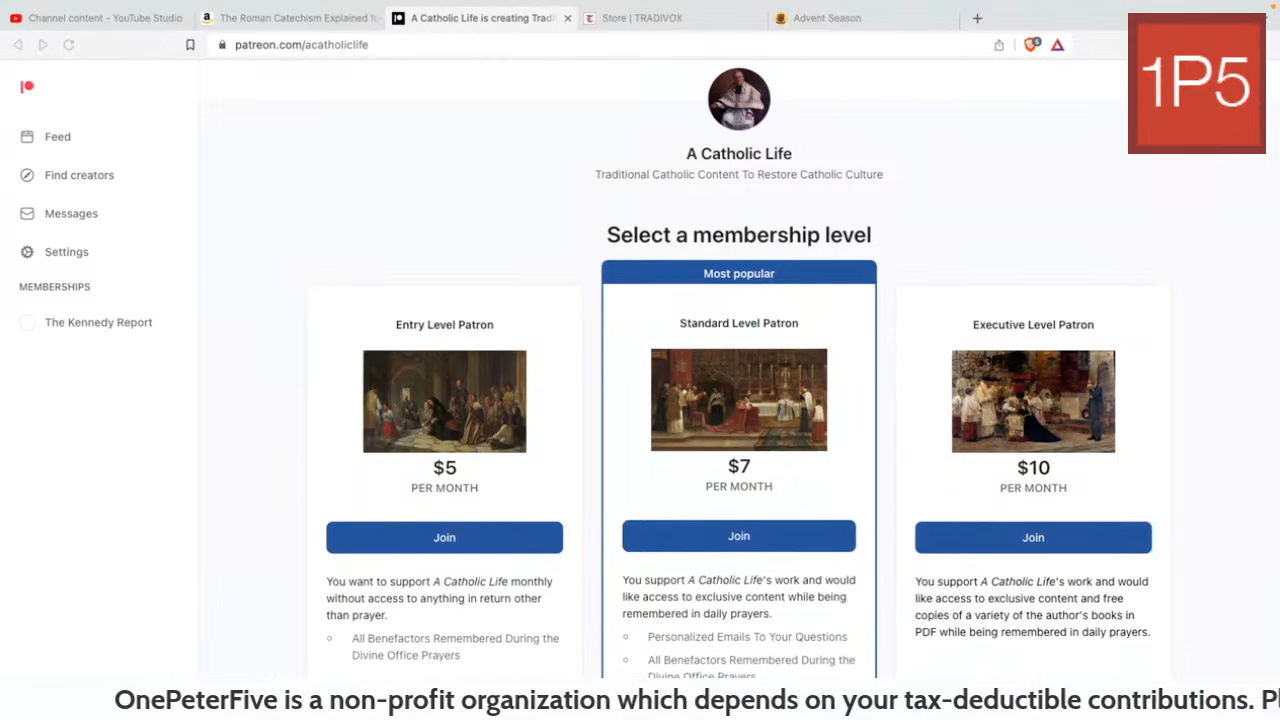 Channel content - YouTube Studio
The Roman Catechism Explained f
A Catholic Life is creating Tradi
Store | TRADIVOX
Advent Season
patreon.com/acatholiclife
1P5
Feed
Find creators
Messages
Settings
MEMBERSHIPS
The Kennedy Report
A Catholic Life
Traditional Catholic Content To Restore Catholic Culture
Select a membership level
Most popular
Entry Level Patron
$5
PER MONTH
Join
You want to support A Catholic Life monthly
without access to anything in return other
than prayer.
All Benefactors Remembered During the
Divine Office Prayers
Standard Level Patron
$7
PER MONTH
Join
You support A Catholic Life's work and would
like access to exclusive content while being
remembered in daily prayers.
Personalized Emails To Your Questions
All Benefactors Remembered During the
Divine Office Prayers
Executive Level Patron
$10
PER MONTH
Join
You support A Catholic Life's work and would
like access to exclusive content and free
copies of a variety of the author's books in
PDF while being remembered in daily prayers.
OnePeterFive is a non-profit organization which depends on your tax-deductible contributions. Pl